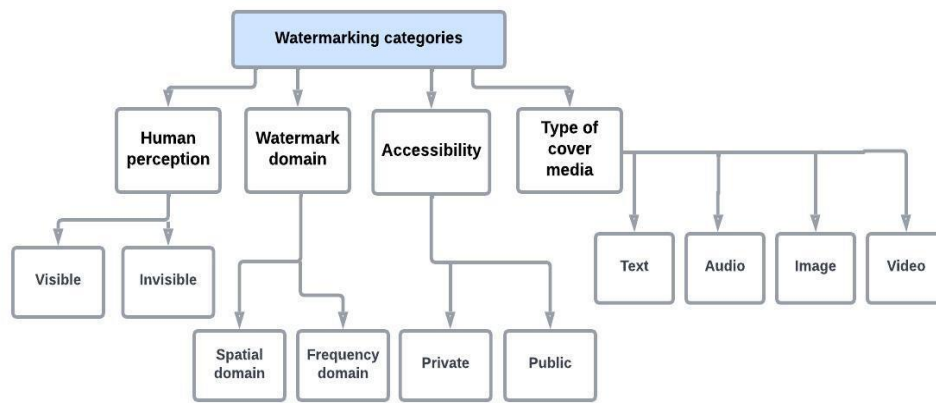 Watermarking categories
Human
perception
Watermark
domain
Accessibility
Type of
cover
media
Visible
Invisible
Text
Audio
Image
Video
Spatial
domain
Frequency
domain
Private
Public